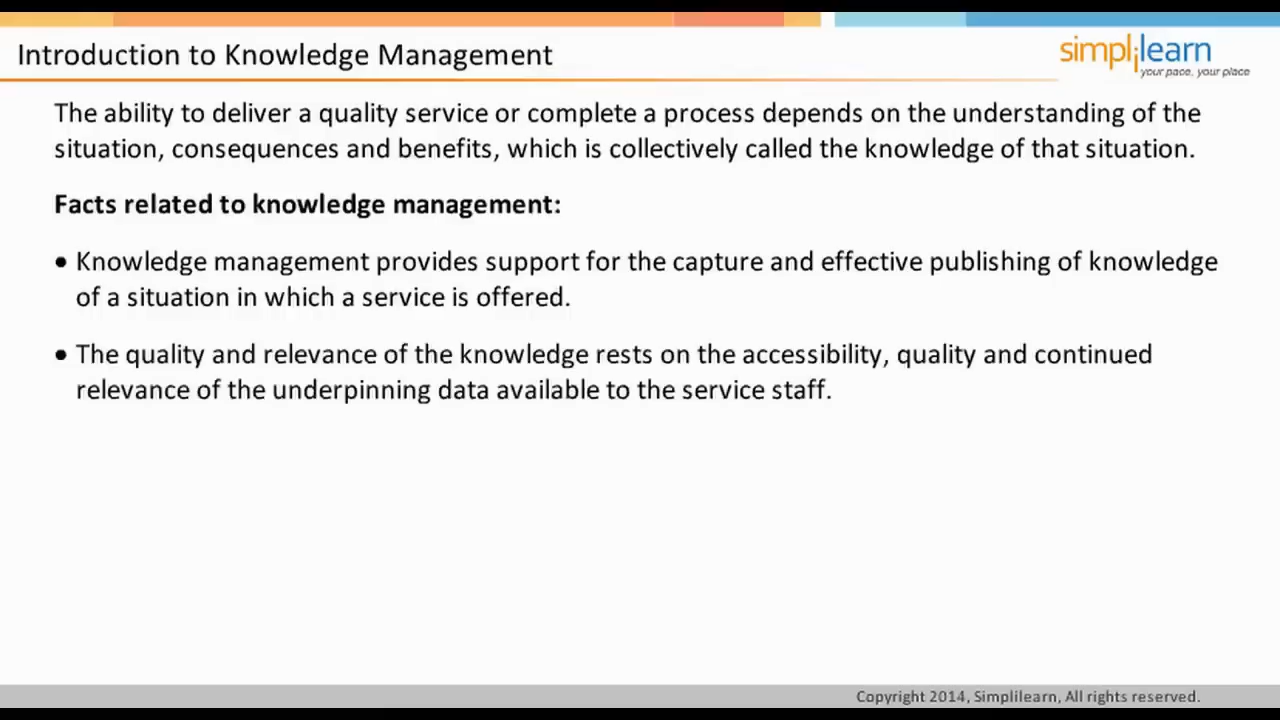 Introduction to Knowledge Management
simplilearn
your pace, your place
The ability to deliver a quality service or complete a process depends on the understanding of the
situation, consequences and benefits, which is collectively called the knowledge of that situation.
Facts related to knowledge management:
• Knowledge management provides support for the capture and effective publishing of knowledge
of a situation in which a service is offered.
• The quality and relevance of the knowledge rests on the accessibility, quality and continued
relevance of the underpinning data available to the service staff.
Copyright 2014, Simplilearn, All rights reserved.